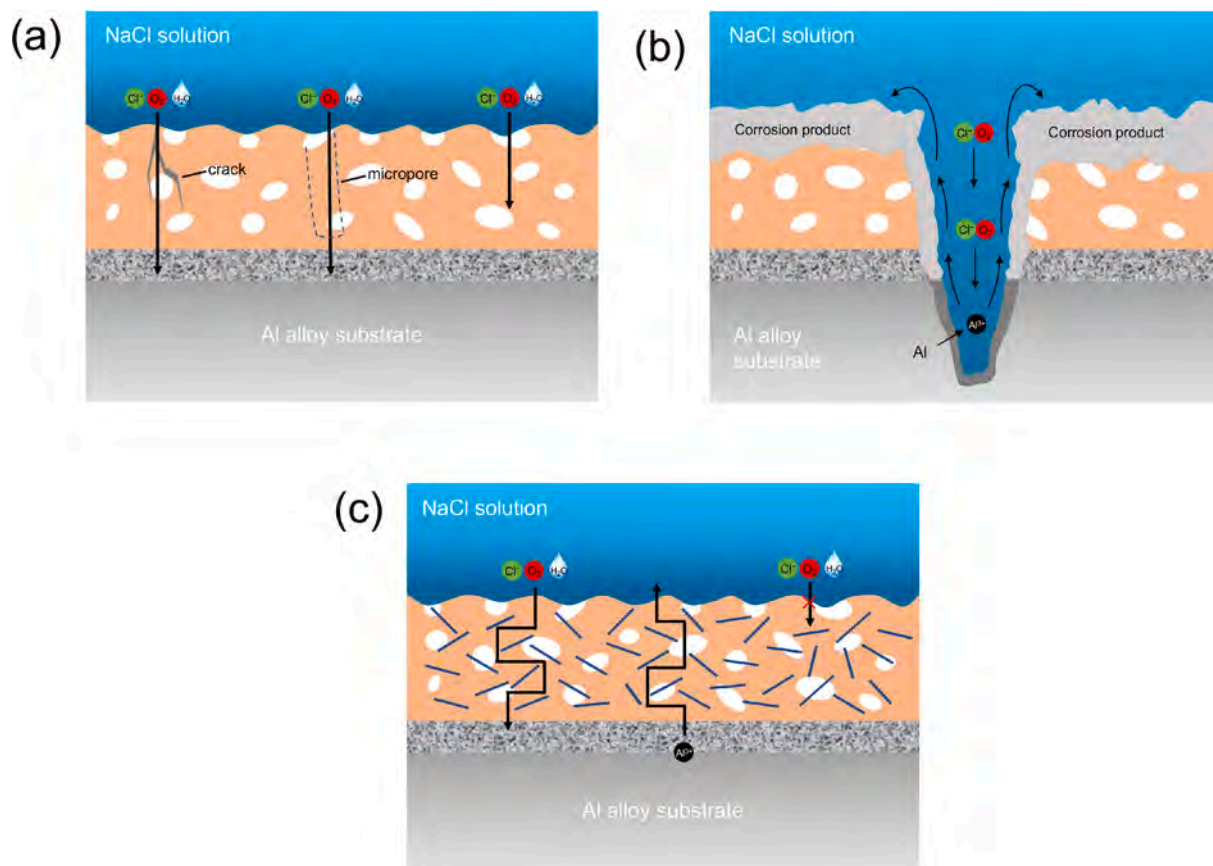 (a)
NaCl solution
Cl⁻ O₂ H₂O
Cl⁻ O₂ H₂O
Cl⁻ O₂ H₂O
crack
micropore
Al alloy substrate
(b)
NaCl solution
Corrosion product
Cl⁻ O₂
Corrosion product
Cl⁻ O₂
Al³⁺
Al
Al alloy
substrate
(c)
NaCl solution
Cl⁻ O₂ H₂O
Cl⁻ O₂ H₂O
Al³⁺
Al alloy substrate